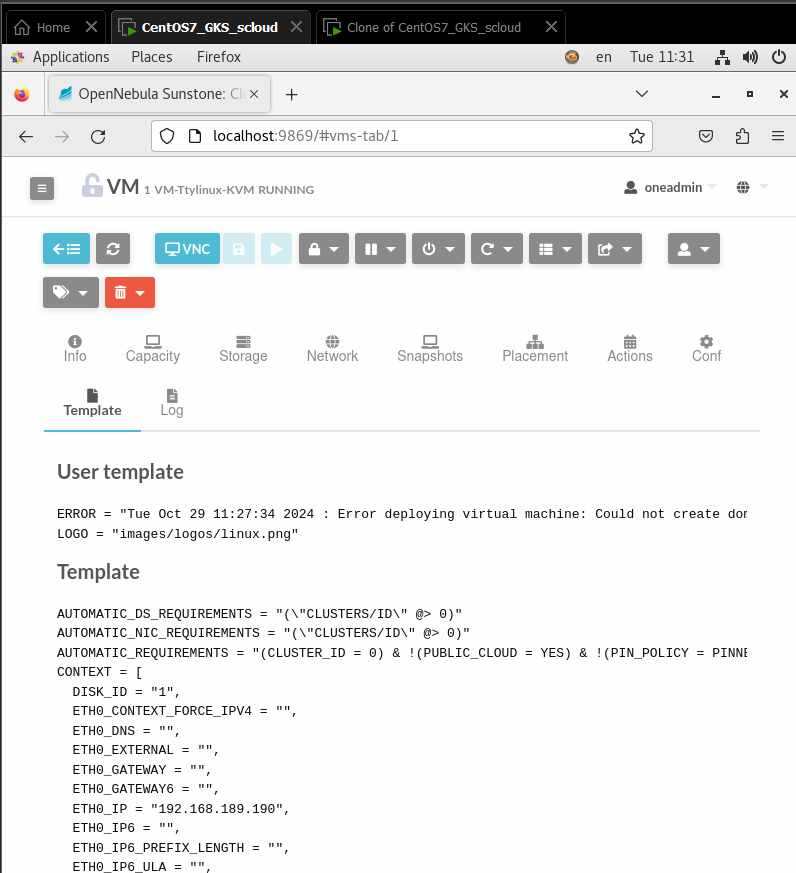 Home
CentOS7_GKS_scloud
Clone of CentOS7_GKS_scloud
Applications Places Firefox en Tue 11:31
OpenNebula Sunstone: Cl
localhost:9869/#vms-tab/1
VM 1 VM-Ttylinux-KVM RUNNING
oneadmin
VNC
Info Capacity Storage Network Snapshots Placement Actions Conf
Template Log
User template
ERROR = "Tue Oct 29 11:27:34 2024 : Error deploying virtual machine: Could not create dom
LOGO = "images/logos/linux.png"
Template
AUTOMATIC_DS_REQUIREMENTS = "(\"CLUSTERS/ID\" @> 0)"
AUTOMATIC_NIC_REQUIREMENTS = "(\"CLUSTERS/ID\" @> 0)"
AUTOMATIC_REQUIREMENTS = "(CLUSTER_ID = 0) & !(PUBLIC_CLOUD = YES) & !(PIN_POLICY = PINNE
CONTEXT = [
DISK_ID = "1",
ETH0_CONTEXT_FORCE_IPV4 = "",
ETH0_DNS = "",
ETH0_EXTERNAL = "",
ETH0_GATEWAY = "",
ETH0_GATEWAY6 = "",
ETH0_IP = "192.168.189.190",
ETH0_IP6 = "",
ETH0_IP6_PREFIX_LENGTH = "",
ETH0_IP6_ULA = "",